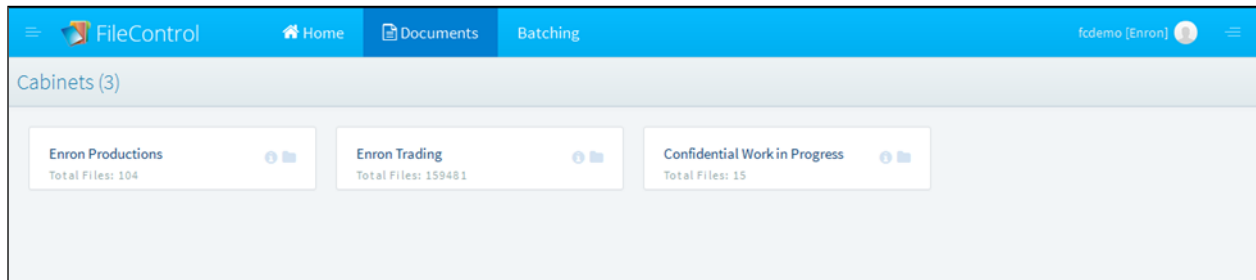 FileControl Home Documents Batching fcdemo [Enron]
Cabinets (3)
Enron Productions
Total Files: 104
Enron Trading
Total Files: 159481
Confidential Work in Progress
Total Files: 15